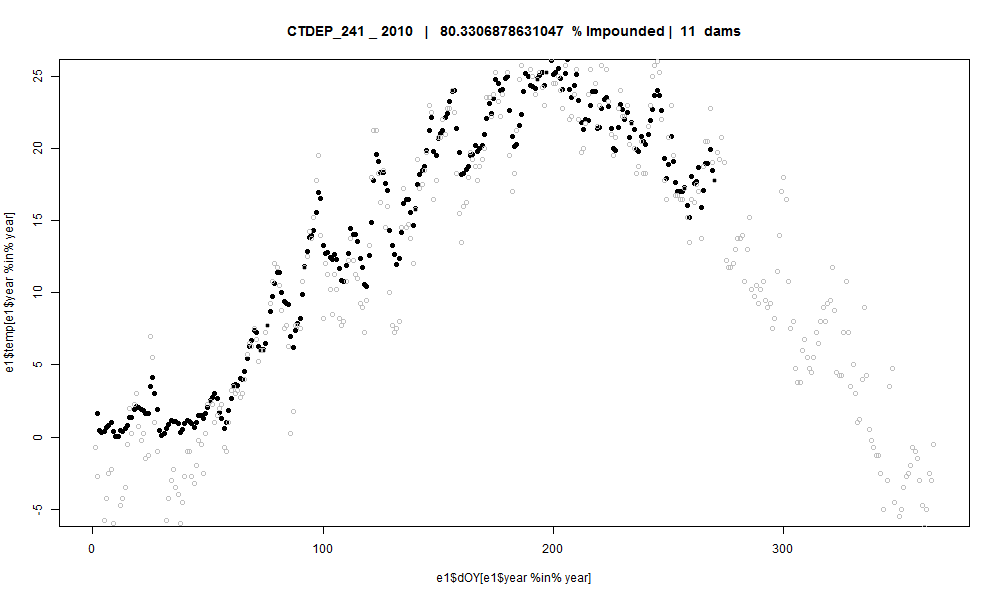 CTDEP_241 _ 2010 | 80.3306878631047 % Impounded | 11 dams
e1$temp[e1$year %in% year]
25
20
15
10
5
0
-5
0 100 200 300
e1$dOY[e1$year %in% year]